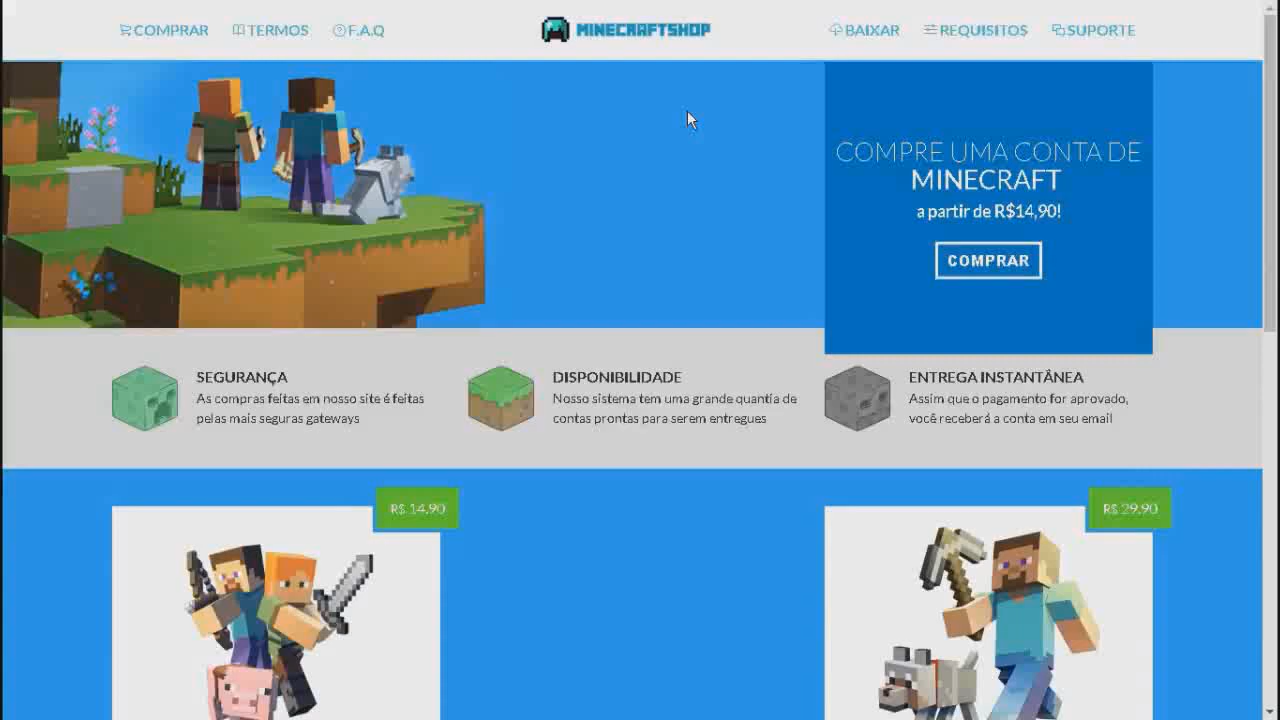 COMPRAR TERMOS F.A.Q MINECRAFTSHOP BAIXAR REQUISITOS SUPORTE
COMPRE UMA CONTA DE
MINECRAFT
a partir de R$14,90!
COMPRAR
SEGURANÇA
As compras feitas em nosso site é feitas
pelas mais seguras gateways
DISPONIBILIDADE
Nosso sistema tem uma grande quantia de
contas prontas para serem entregues
ENTREGA INSTANTÂNEA
Assim que o pagamento for aprovado,
você receberá a conta em seu email
R$ 14,90
R$ 29,90